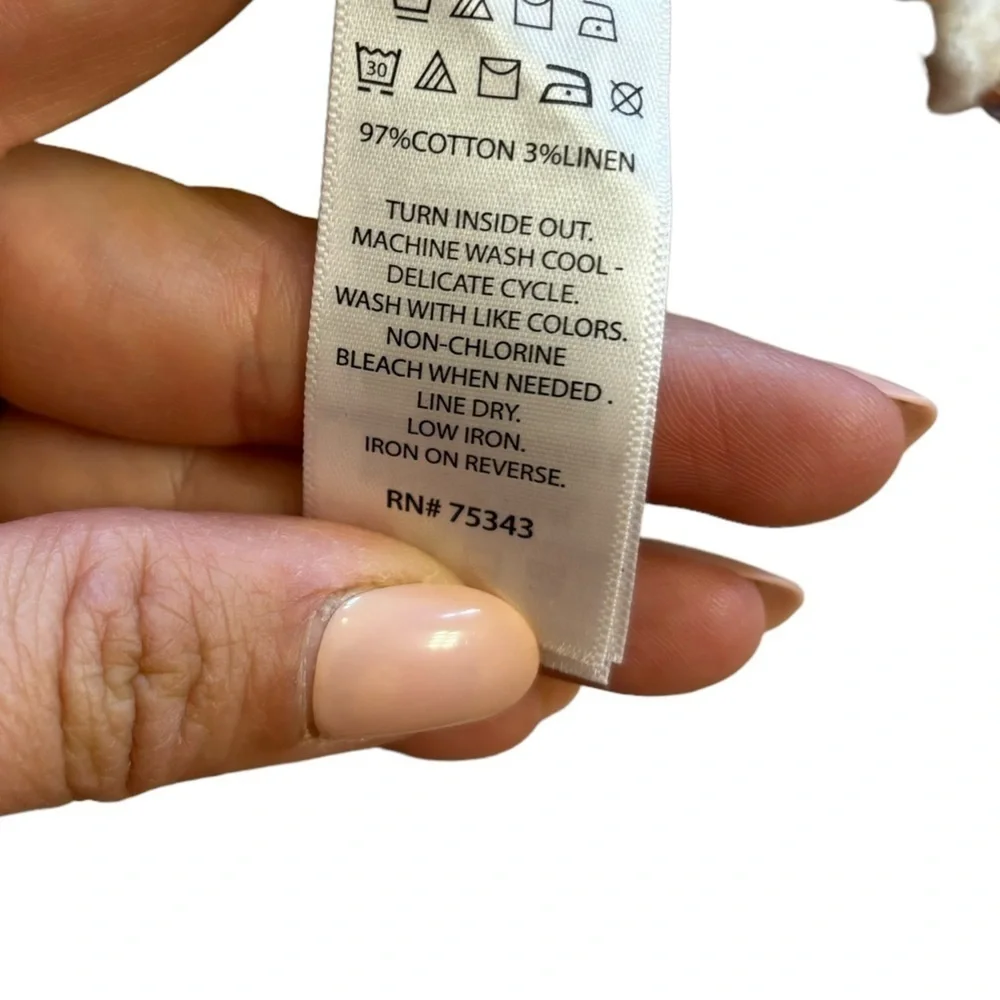 30
97%COTTON 3%LINEN
TURN INSIDE OUT.
MACHINE WASH COOL -
DELICATE CYCLE.
WASH WITH LIKE COLORS.
NON-CHLORINE
BLEACH WHEN NEEDED .
LINE DRY.
LOW IRON.
IRON ON REVERSE.
RN# 75343